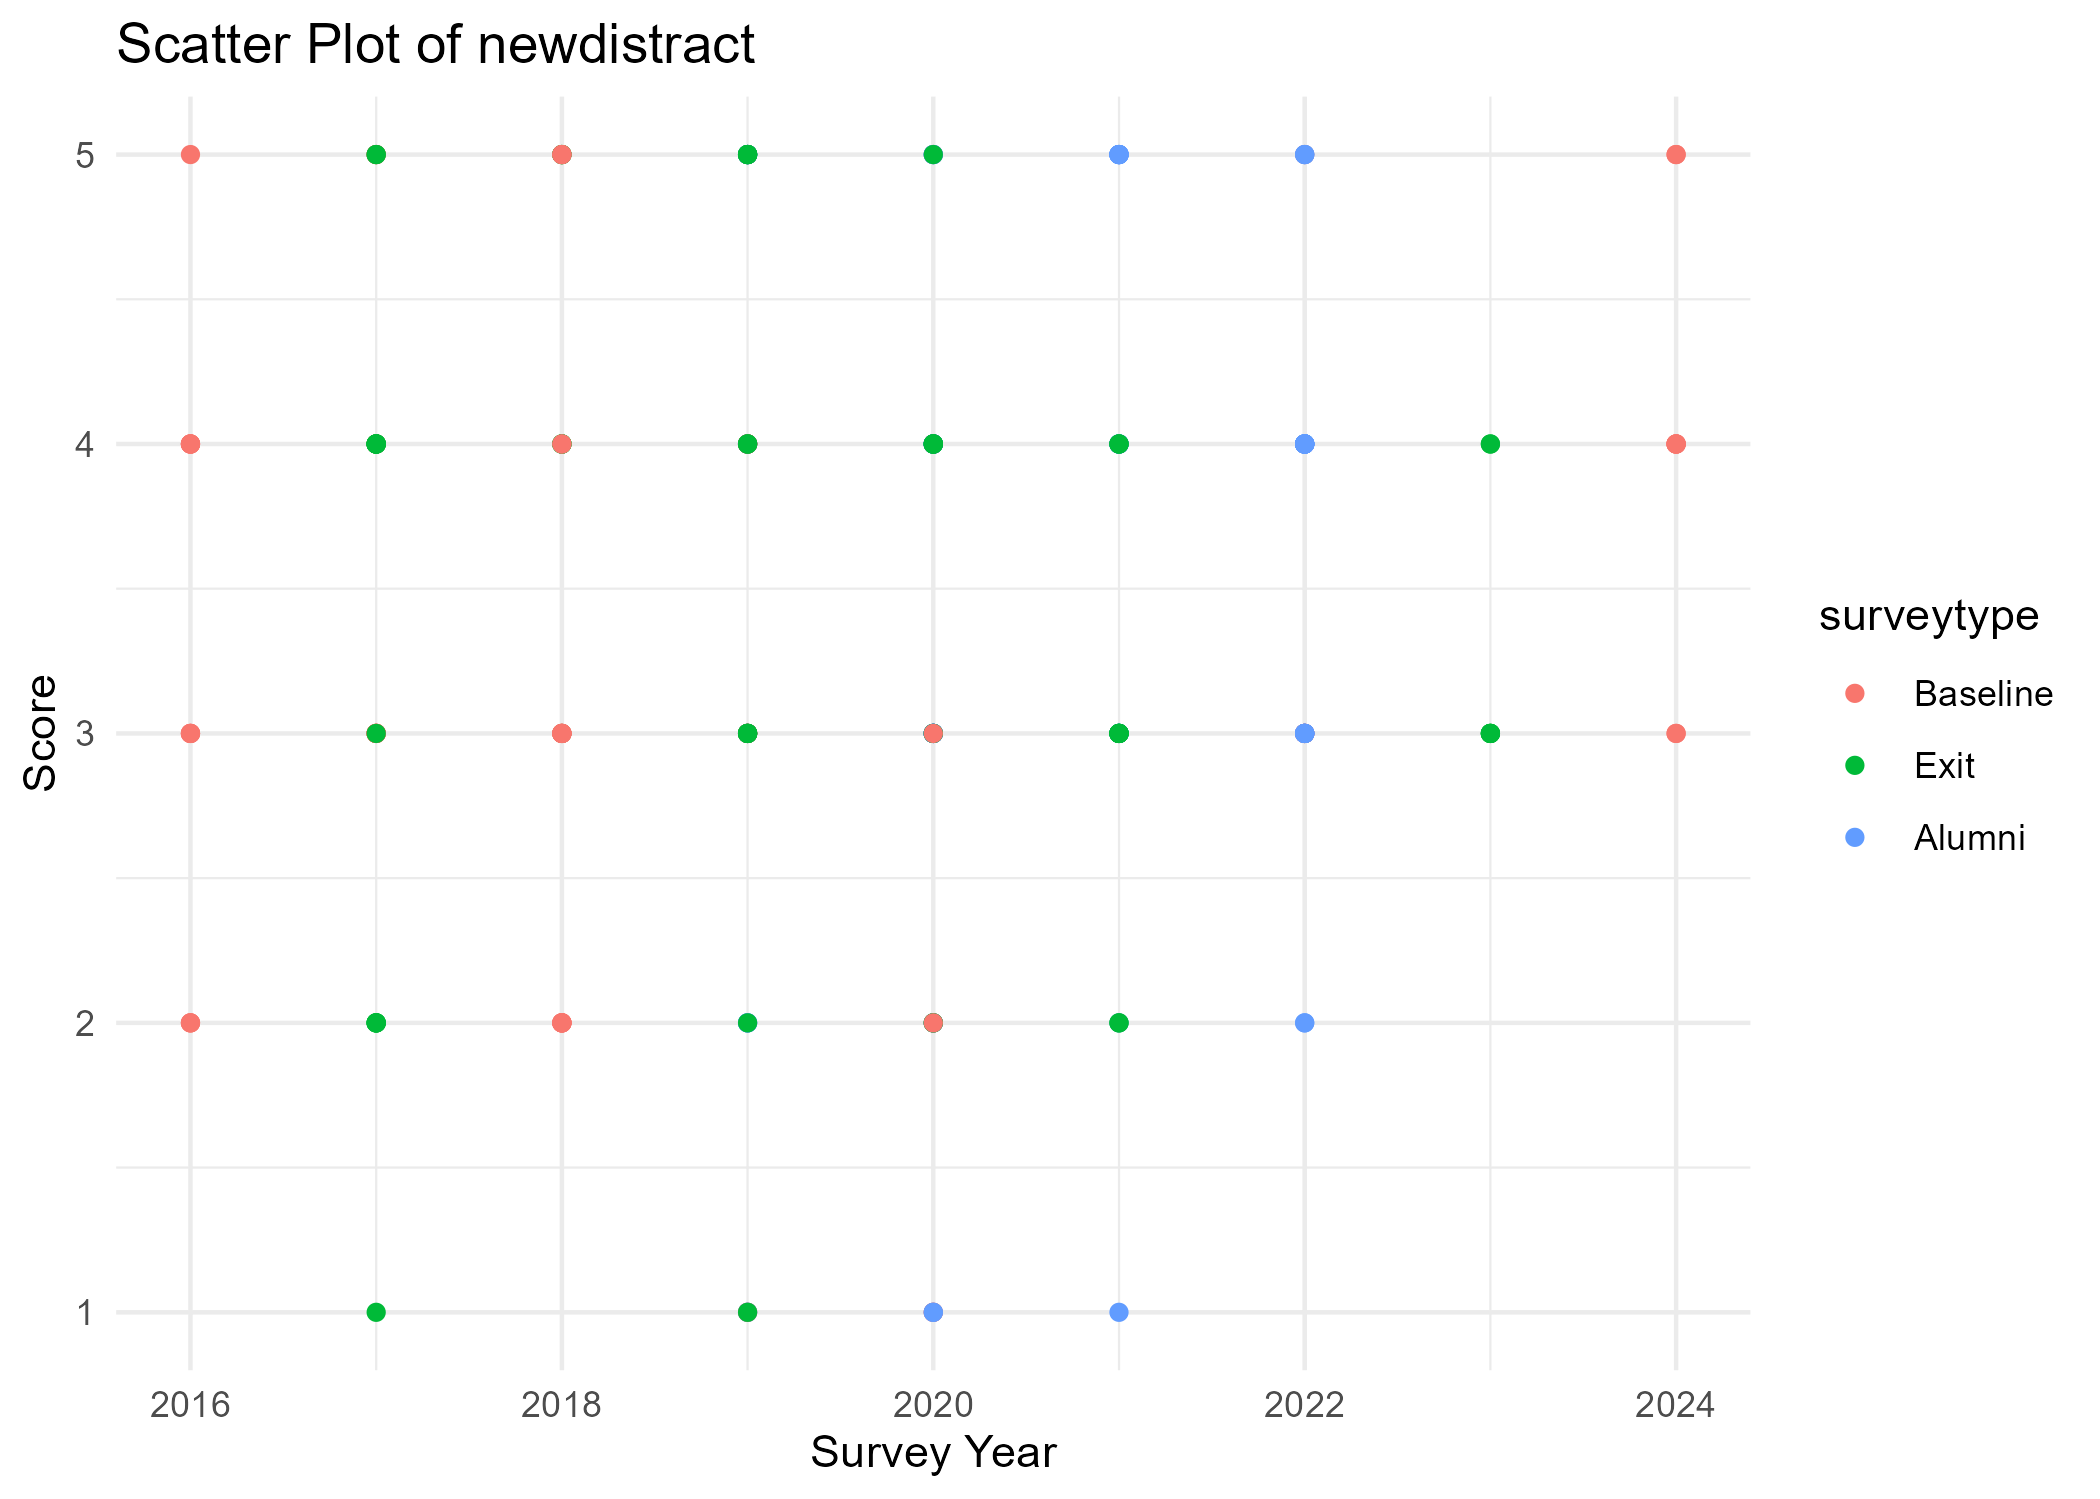 Scatter Plot of newdistract
5
4
3
2
1
Score
2016 2018 2020 2022 2024
Survey Year
surveytype
Baseline
Exit
Alumni